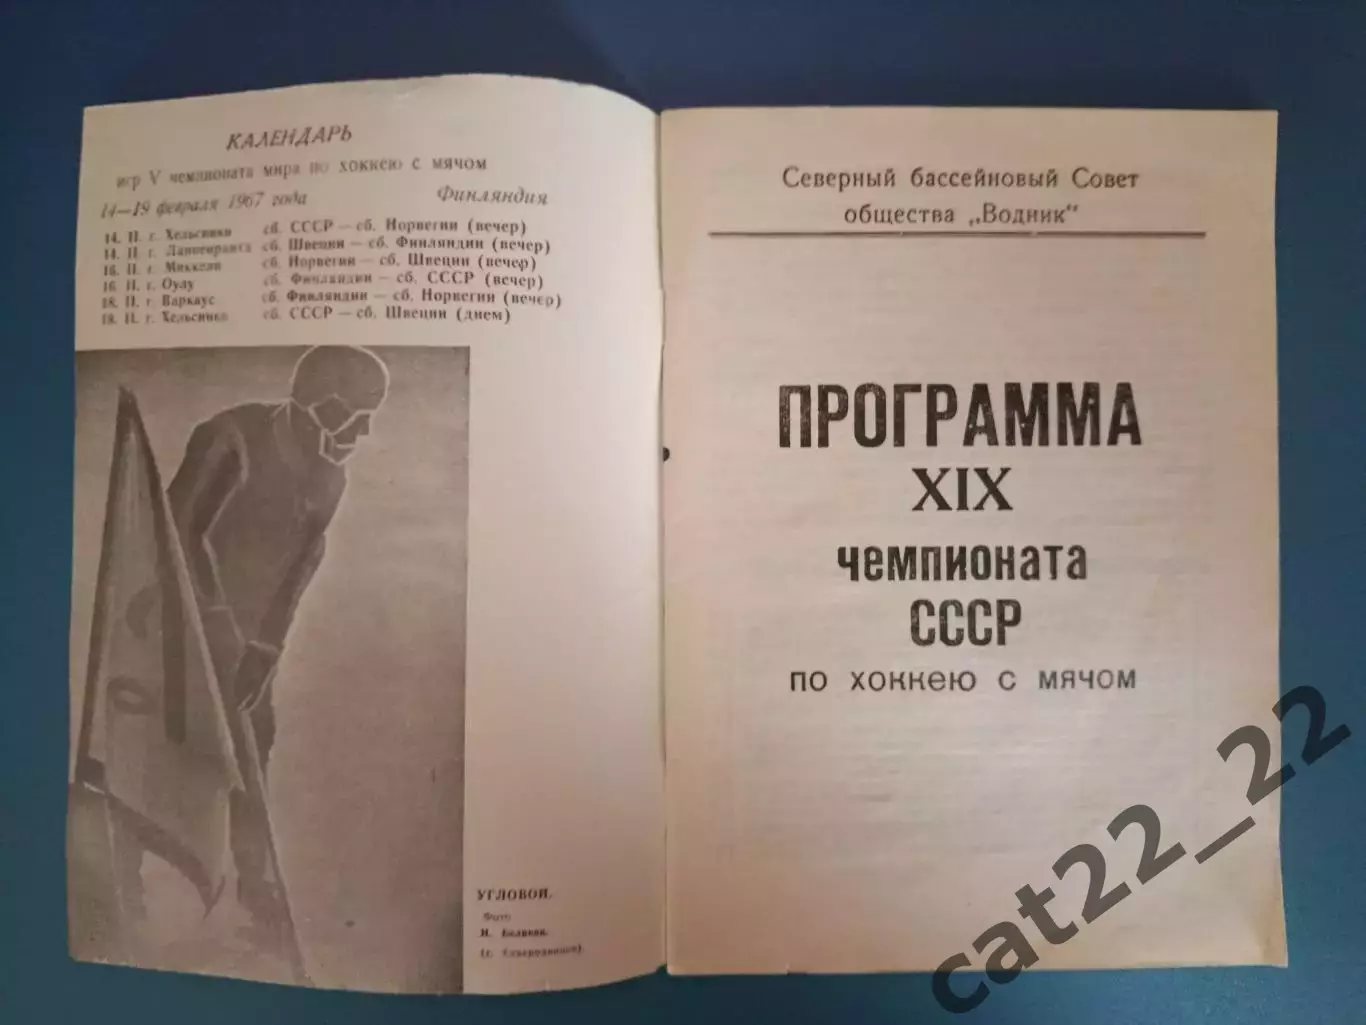 КАЛЕНДАРЬ
игр V чемпионата мира по хоккею с мячом
14—19 февраля 1967 года Финляндия
14. II. г. Хельсинки сб. СССР — сб. Норвегии (вечер)
14. II. г. Лаппенранта сб. Швеции — сб. Финляндии (вечер)
16. II. г. Миккели сб. Норвегии — сб. Швеции (вечер)
16. II. г. Оулу сб. Финляндии — сб. СССР (вечер)
18. II. г. Варкаус сб. Финляндии — сб. Норвегии (вечер)
19. II. г. Хельсинки сб. СССР — сб. Швеции (днем)
УГЛОВОЙ.
Фото
(г. Северодвинск)
Северный бассейновый Совет
общества „Водник“
ПРОГРАММА
XIX
чемпионата
СССР
по хоккею с мячом
cat22_22